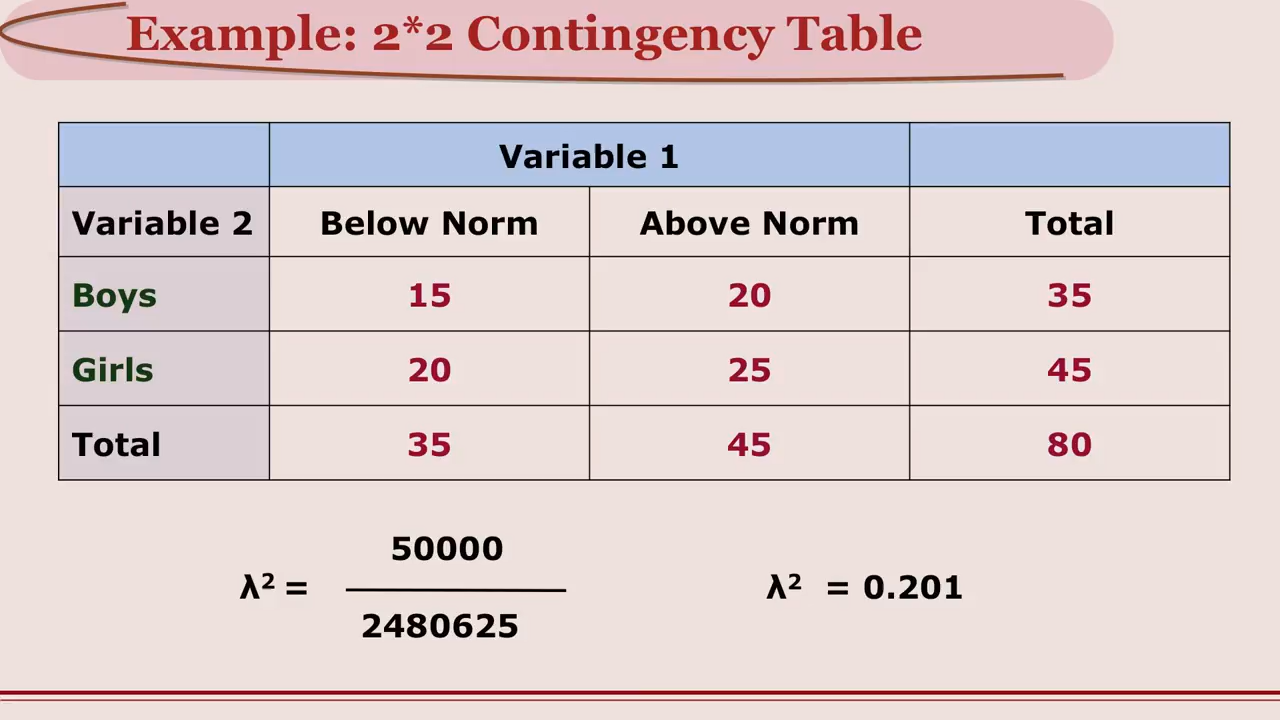 Example: 2*2 Contingency Table
Variable 1
Variable 2 Below Norm Above Norm Total
Boys 15 20 35
Girls 20 25 45
Total 35 45 80
50000
λ² = λ² = 0.201
2480625